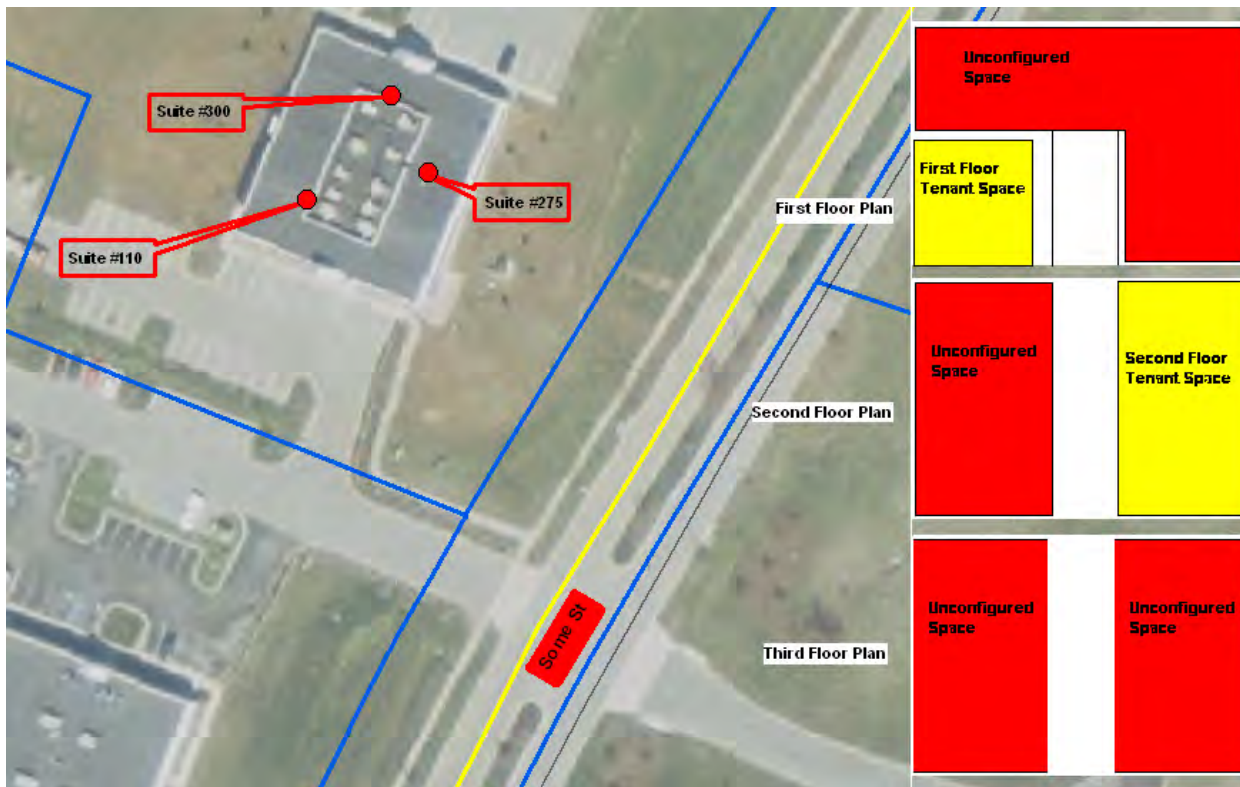 Suite #300
Suite #275
Suite #110
Some St
First Floor Plan
Second Floor Plan
Third Floor Plan
Unconfigured
Space
First Floor
Tenant Space
Unconfigured
Space
Second Floor
Tenant Space
Unconfigured
Space
Unconfigured
Space